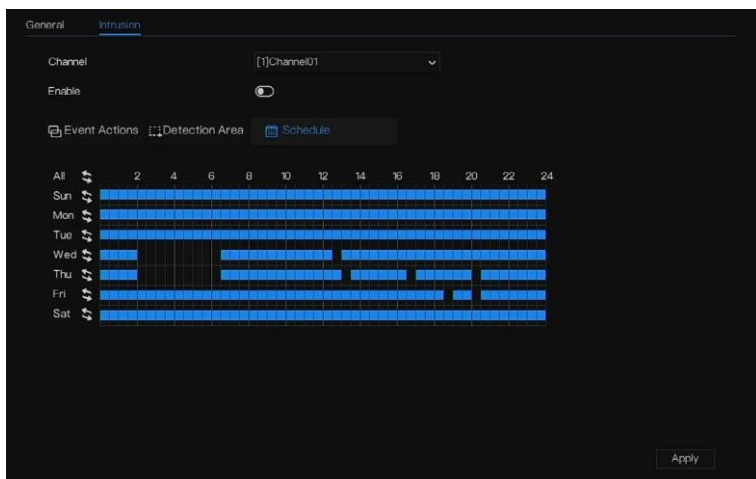 General Intrusion
Channel [1]Channel01
Enable
Event Actions Detection Area Schedule
All 2 4 6 8 10 12 14 16 18 20 22 24
Sun
Mon
Tue
Wed
Thu
Fri
Sat
Apply